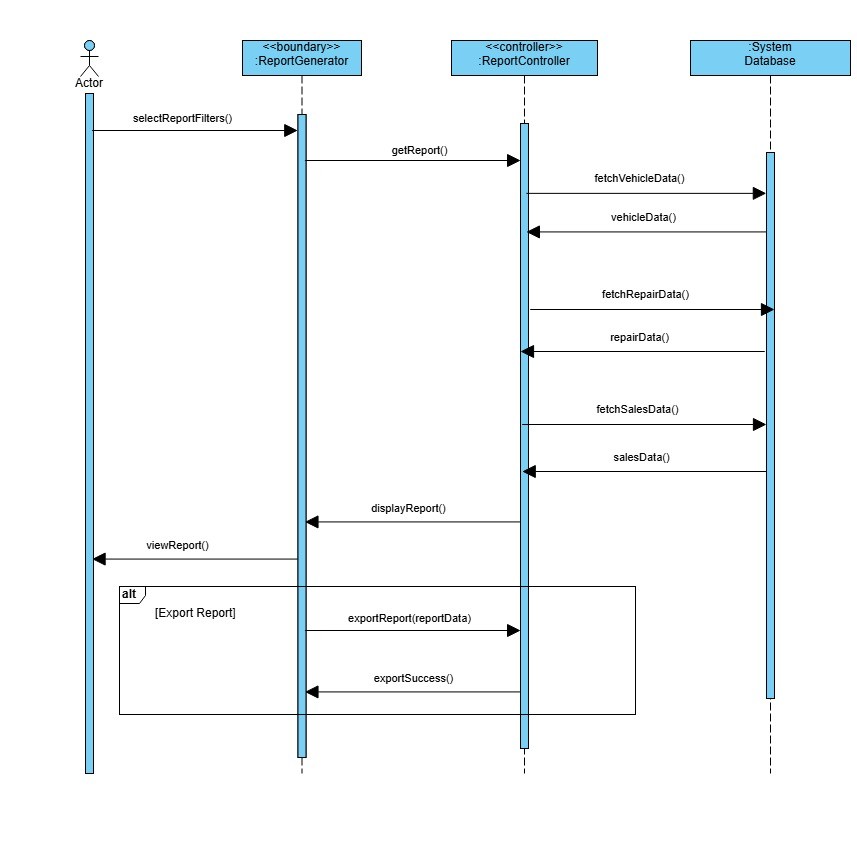 <<boundary>>
:ReportGenerator
<<controller>>
:ReportController
:System
Database
Actor
selectReportFilters()
getReport()
fetchVehicleData()
vehicleData()
fetchRepairData()
repairData()
fetchSalesData()
salesData()
displayReport()
viewReport()
alt
[Export Report]
exportReport(reportData)
exportSuccess()